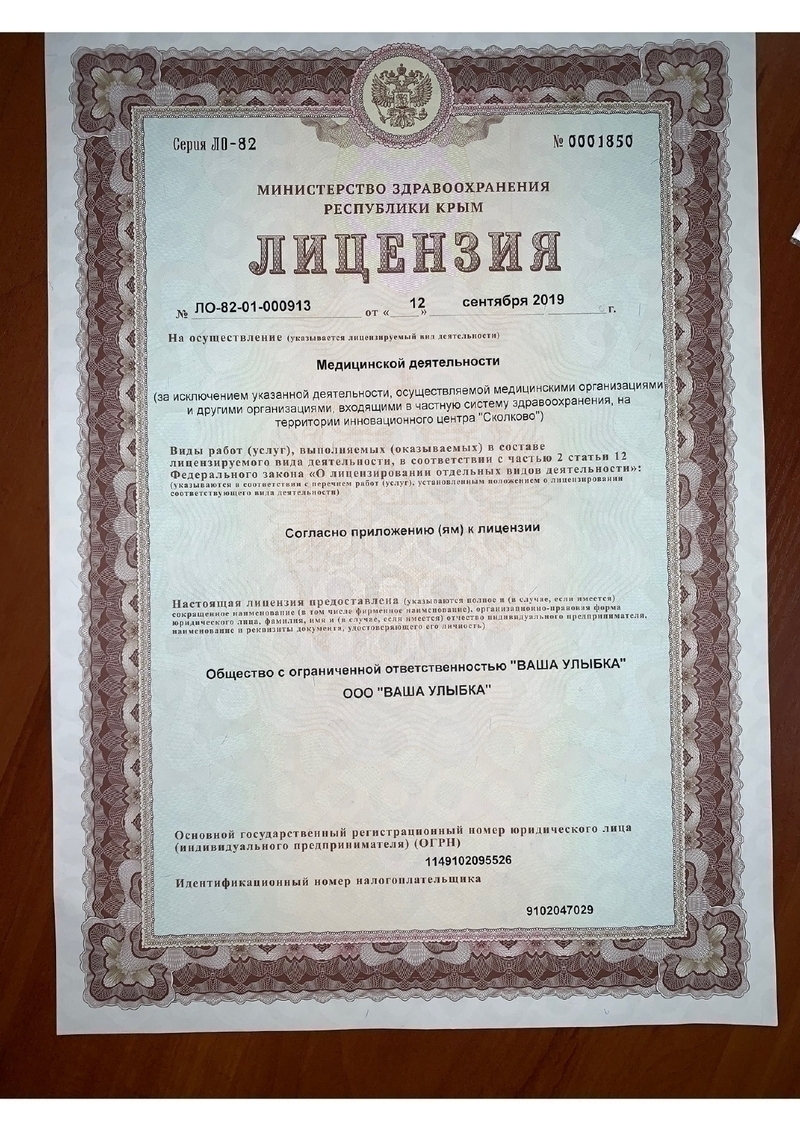 Серия ЛО-82 № 0001850
МИНИСТЕРСТВО ЗДРАВООХРАНЕНИЯ
РЕСПУБЛИКИ КРЫМ
ЛИЦЕНЗИЯ
№ ЛО-82-01-000913 от « 12 » сентября 2019 г.
На осуществление (указывается лицензируемый вид деятельности)
Медицинской деятельности
(за исключением указанной деятельности, осуществляемой медицинскими организациями
и другими организациями, входящими в частную систему здравоохранения, на
территории инновационного центра "Сколково")
Виды работ (услуг), выполняемых (оказываемых) в составе
лицензируемого вида деятельности, в соответствии с частью 2 статьи 12
Федерального закона «О лицензировании отдельных видов деятельности»:
(указываются в соответствии с перечнем работ (услуг), установленным положением о лицензировании
соответствующего вида деятельности)
Согласно приложению (ям) к лицензии
Настоящая лицензия предоставлена (указываются полное и (в случае, если имеется)
сокращенное наименование (в том числе фирменное наименование), организационно-правовая форма
юридического лица, фамилия, имя и (в случае, если имеется) отчество индивидуального предпринимателя,
наименование и реквизиты документа, удостоверяющего его личность)
Общество с ограниченной ответственностью "ВАША УЛЫБКА"
ООО "ВАША УЛЫБКА"
Основной государственный регистрационный номер юридического лица
(индивидуального предпринимателя) (ОГРН)
1149102095526
Идентификационный номер налогоплательщика
9102047029